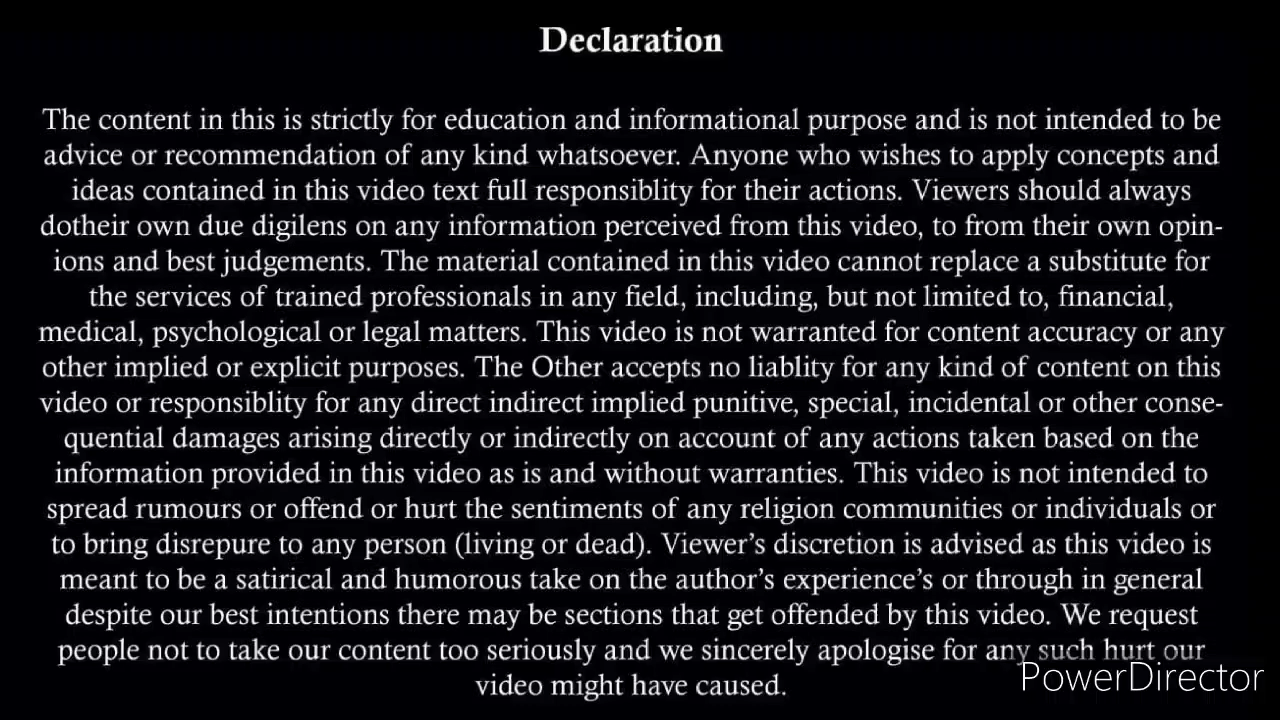 Declaration
The content in this is strictly for education and informational purpose and is not intended to be
advice or recommendation of any kind whatsoever. Anyone who wishes to apply concepts and
ideas contained in this video text full responsiblity for their actions. Viewers should always
dotheir own due digilens on any information perceived from this video, to from their own opin-
ions and best judgements. The material contained in this video cannot replace a substitute for
the services of trained professionals in any field, including, but not limited to, financial,
medical, psychological or legal matters. This video is not warranted for content accuracy or any
other implied or explicit purposes. The Other accepts no liablity for any kind of content on this
video or responsiblity for any direct indirect implied punitive, special, incidental or other conse-
quential damages arising directly or indirectly on account of any actions taken based on the
information provided in this video as is and without warranties. This video is not intended to
spread rumours or offend or hurt the sentiments of any religion communities or individuals or
to bring disrepure to any person (living or dead). Viewer's discretion is advised as this video is
meant to be a satirical and humorous take on the author's experience's or through in general
despite our best intentions there may be sections that get offended by this video. We request
people not to take our content too seriously and we sincerely apologise for any such hurt our
video might have caused.
PowerDirector